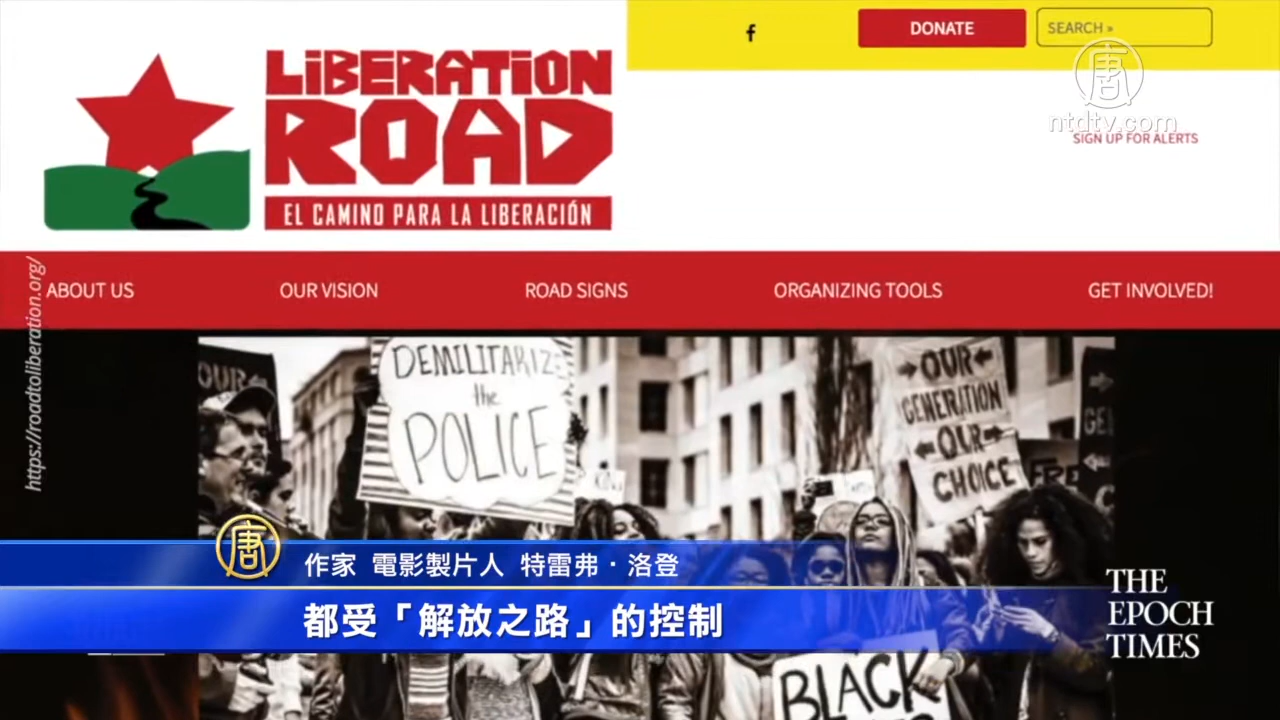 f
DONATE
SEARCH »
唐
ntdtv.com
SIGN UP FOR ALERTS
LIBERATION
ROAD
EL CAMINO PARA LA LIBERACIÓN
ABOUT US
OUR VISION
ROAD SIGNS
ORGANIZING TOOLS
GET INVOLVED!
https://roadtoliberation.org/
OUR
DEMILITARIZE
the
POLICE
OUR
GENERATION
OUR
CHOICE
唐
作家 電影製片人 特雷弗·洛登
都受「解放之路」的控制
THE
EPOCH
TIMES
BLACK